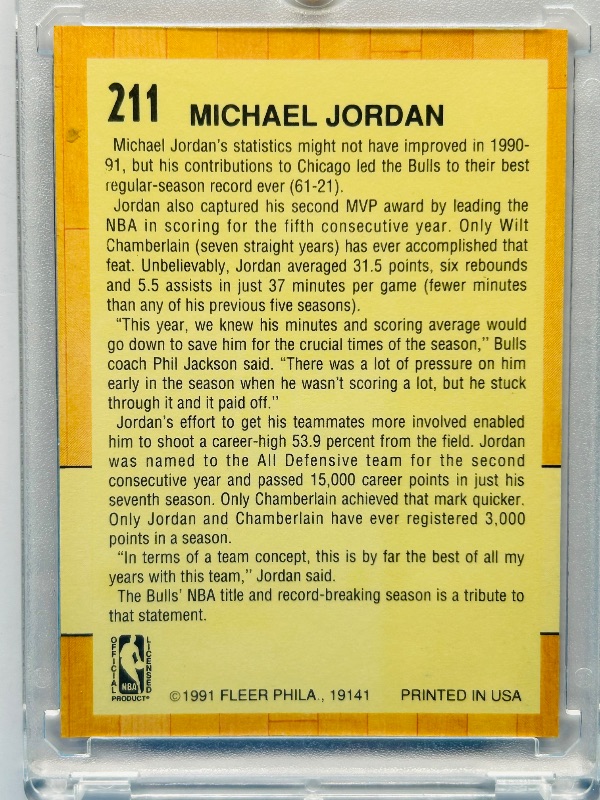 211 MICHAEL JORDAN
Michael Jordan's statistics might not have improved in 1990-
91, but his contributions to Chicago led the Bulls to their best
regular-season record ever (61-21).
Jordan also captured his second MVP award by leading the
NBA in scoring for the fifth consecutive year. Only Wilt
Chamberlain (seven straight years) has ever accomplished that
feat. Unbelievably, Jordan averaged 31.5 points, six rebounds
and 5.5 assists in just 37 minutes per game (fewer minutes
than any of his previous five seasons).
"This year, we knew his minutes and scoring average would
go down to save him for the crucial times of the season," Bulls
coach Phil Jackson said. "There was a lot of pressure on him
early in the season when he wasn't scoring a lot, but he stuck
through it and it paid off."
Jordan's effort to get his teammates more involved enabled
him to shoot a career-high 53.9 percent from the field. Jordan
was named to the All Defensive team for the second
consecutive year and passed 15,000 career points in just his
seventh season. Only Chamberlain achieved that mark quicker.
Only Jordan and Chamberlain have ever registered 3,000
points in a season.
"In terms of a team concept, this is by far the best of all my
years with this team," Jordan said.
The Bulls' NBA title and record-breaking season is a tribute to
that statement.
OFFICIAL NBA LICENSED
PRODUCT®
©1991 FLEER PHILA., 19141 PRINTED IN USA